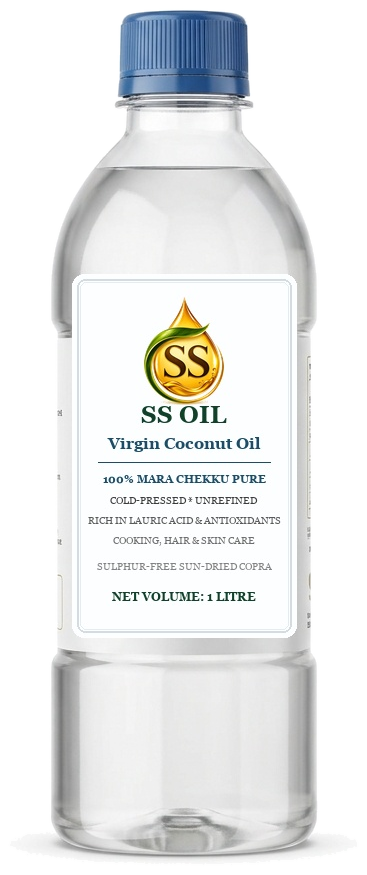 SS
SS OIL
Virgin Coconut Oil
100% MARA CHEKKU PURE
COLD-PRESSED * UNREFINED
RICH IN LAURIC ACID & ANTIOXIDANTS
COOKING, HAIR & SKIN CARE
SULPHUR-FREE SUN-DRIED COPRA
NET VOLUME: 1 LITRE